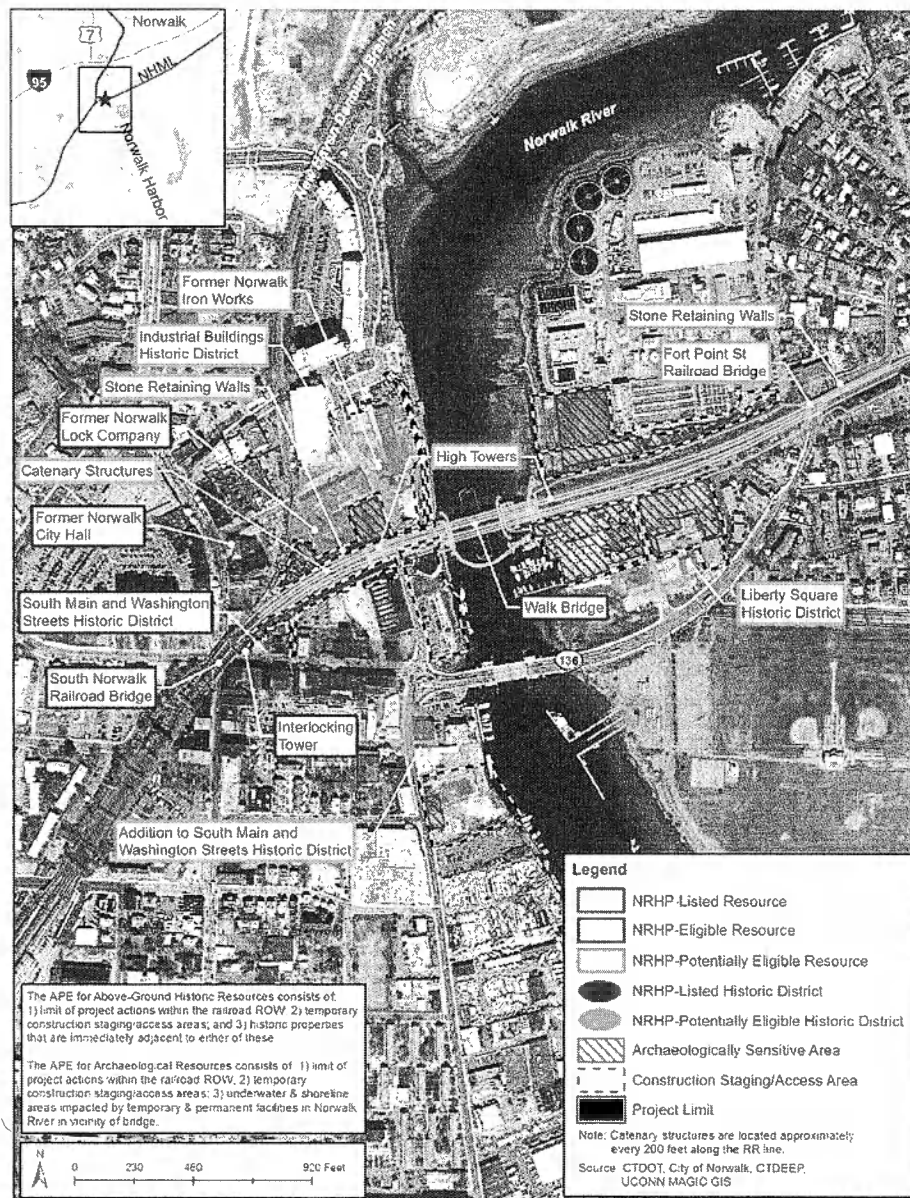 Norwalk
7
95
NHML
Norwalk Harbor
Norwalk River
New Haven Danbury Branch
Former Norwalk
Iron Works
Industrial Buildings
Historic District
Stone Retaining Walls
Former Norwalk
Lock Company
Catenary Structures
Former Norwalk
City Hall
South Main and Washington
Streets Historic District
South Norwalk
Railroad Bridge
Interlocking
Tower
Addition to South Main and
Washington Streets Historic District
High Towers
Walk Bridge
136
Stone Retaining Walls
Fort Point St
Railroad Bridge
Liberty Square
Historic District
The APE for Above-Ground Historic Resources consists of:
1) limit of project actions within the railroad ROW; 2) temporary
construction staging/access areas; and 3) historic properties
that are immediately adjacent to either of these
The APE for Archaeological Resources consists of: 1) limit of
project actions within the railroad ROW; 2) temporary
construction staging/access areas; 3) underwater & shoreline
areas impacted by temporary & permanent facilities in Norwalk
River in vicinity of bridge.
N
0 230 460 920 Feet
Legend
NRHP-Listed Resource
NRHP-Eligible Resource
NRHP-Potentially Eligible Resource
NRHP-Listed Historic District
NRHP-Potentially Eligible Historic District
Archaeologically Sensitive Area
Construction Staging/Access Area
Project Limit
Note: Catenary structures are located approximately
every 200 feet along the RR line.
Source: CTDOT, City of Norwalk, CTDEEP,
UCONN MAGIC GIS